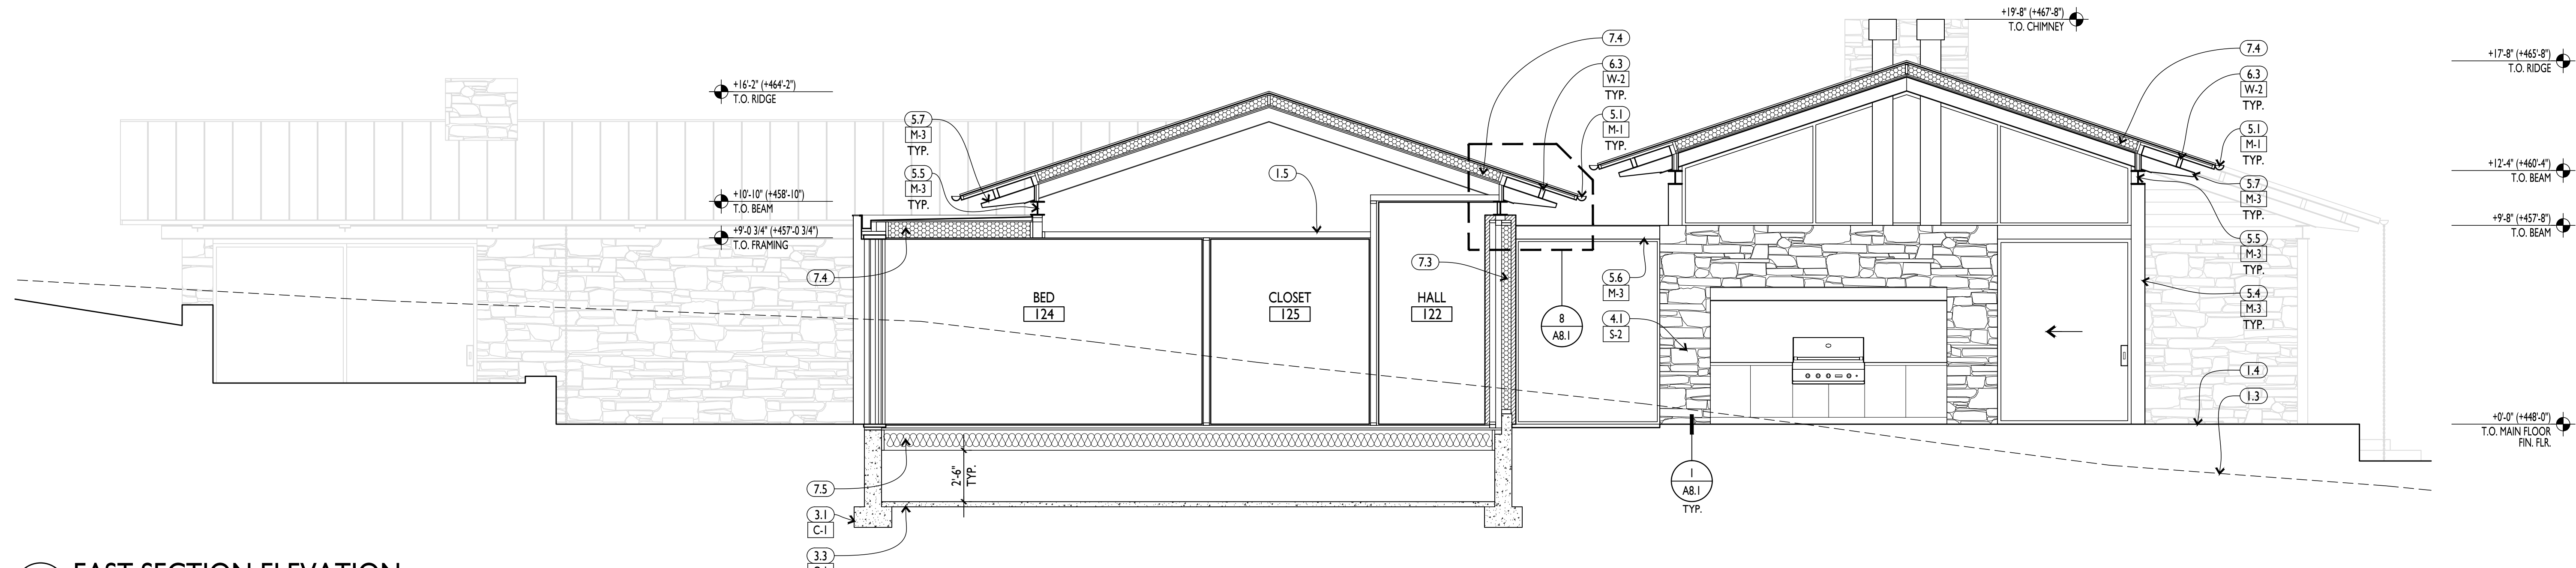 +19'-8" (+467'-8")
T.O. CHIMNEY
+17'-8" (+465'-8")
T.O. RIDGE
+16'-2" (+464'-2")
T.O. RIDGE
+12'-4" (+460'-4")
T.O. BEAM
+10'-10" (+458'-10")
T.O. BEAM
+9'-8" (+457'-8")
T.O. BEAM
+9'-0 3/4" (+457'-0 3/4")
T.O. FRAMING
+0'-0" (+448'-0")
T.O. MAIN FLOOR
FIN. FLR.
5.7
M-3
TYP.
5.5
M-3
TYP.
7.4
7.5
3.1
C-1
3.3
2'-6"
TYP.
BED
124
CLOSET
125
HALL
122
1.5
7.3
7.4
6.3
W-2
TYP.
5.1
M-1
TYP.
8
A8.1
5.6
M-3
4.1
S-2
1
A8.1
TYP.
7.4
6.3
W-2
TYP.
5.1
M-1
TYP.
5.7
M-3
TYP.
5.5
M-3
TYP.
5.4
M-3
TYP.
1.4
1.3
EAST SECTION ELEVATION